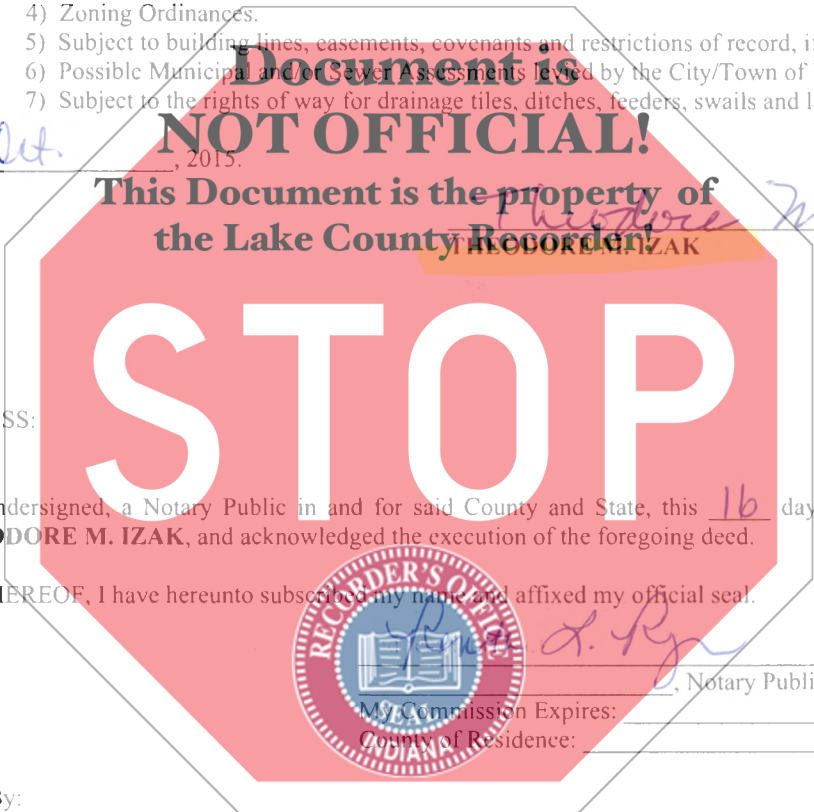 4) Zoning Ordinances.
5) Subject to building lines, easements, covenants and restrictions of record, i
6) Possible Municipal and/or Sewer Assessments levied by the City/Town of
7) Subject to the rights of way for drainage tiles, ditches, feeders, swails and l
Document is
NOT OFFICIAL!
Oct. , 2015.
This Document is the property of
the Lake County Recorder!
Theodore M
THEODORE M. IZAK
STOP
SS:
ndersigned, a Notary Public in and for said County and State, this 16 day
DORE M. IZAK, and acknowledged the execution of the foregoing deed.
HEREOF, I have hereunto subscribed my name and affixed my official seal.
RECORDER'S OFFICE
L.
, Notary Publi
My Commission Expires:
County of Residence:
INDIANA
By: